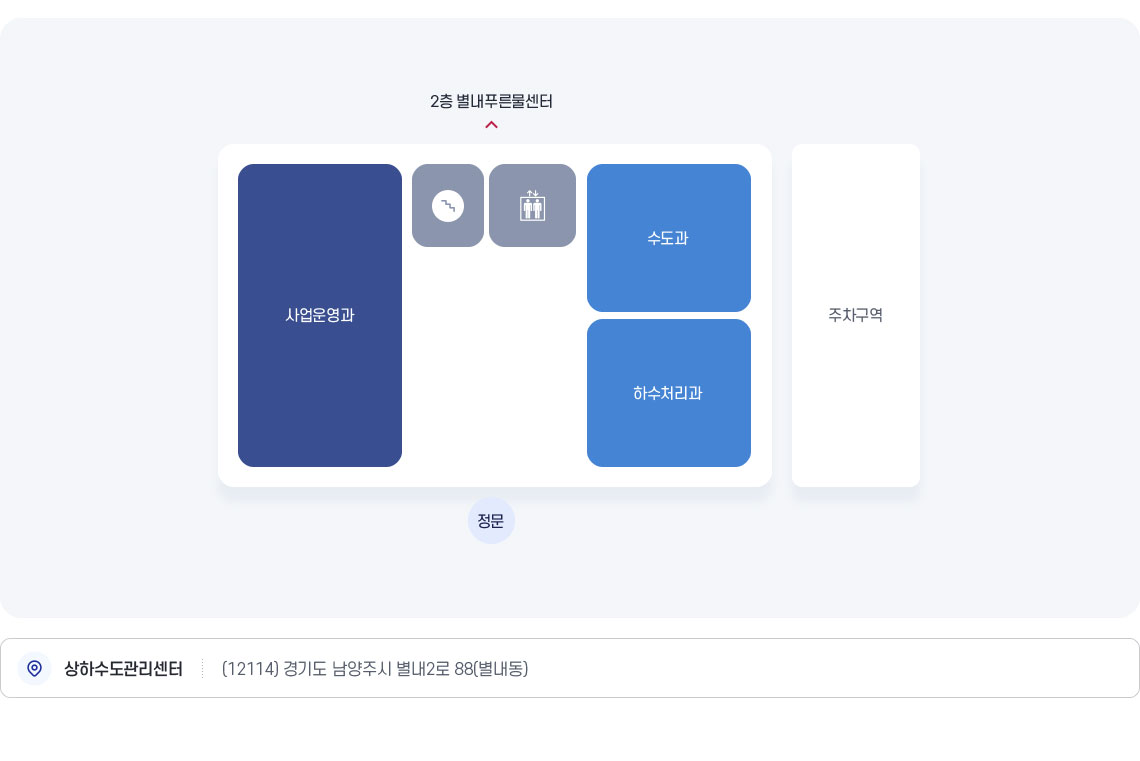 2층 별내푸른물센터
사업운영과
수도과
하수처리과
주차구역
정문
상하수도관리센터
(12114) 경기도 남양주시 별내2로 88(별내동)